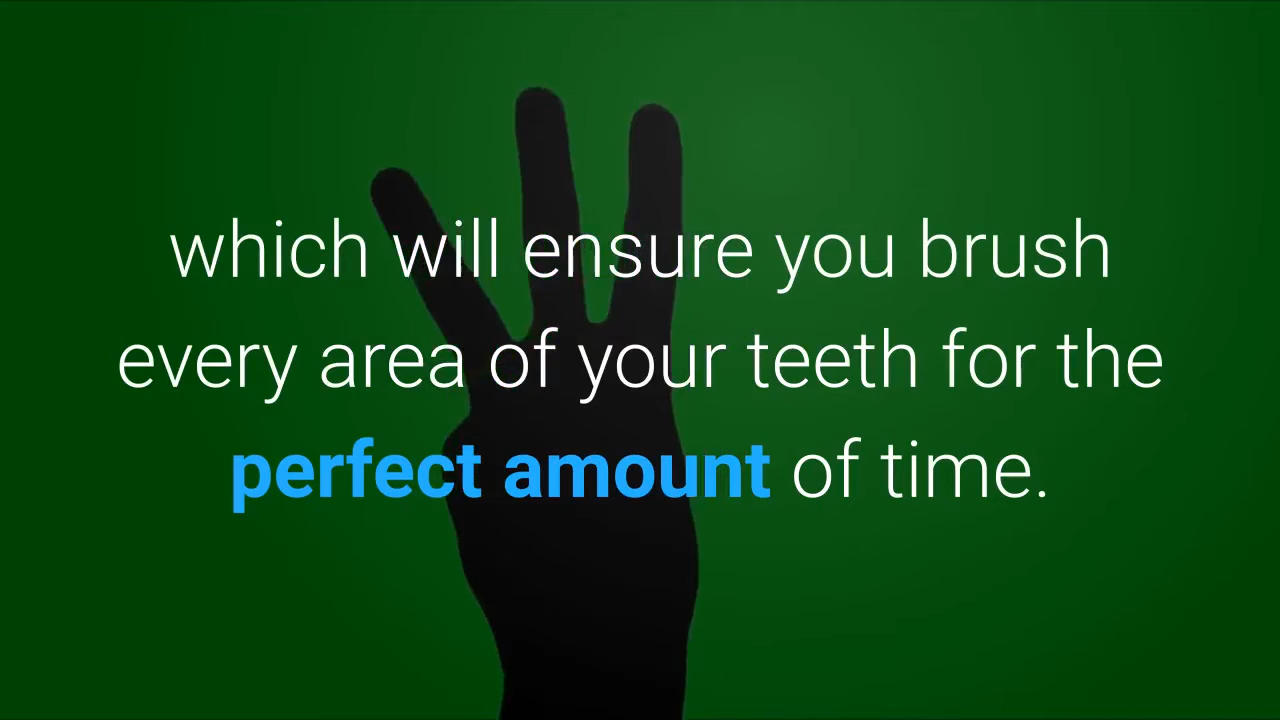 which will ensure you brush
every area of your teeth for the
perfect amount of time.